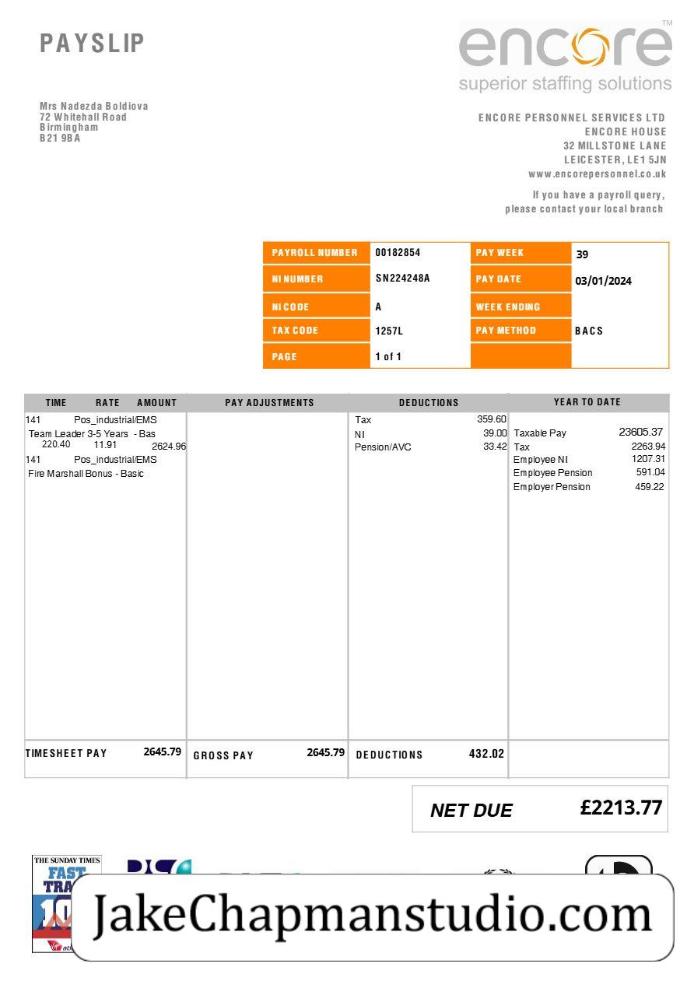 PAYSLIP
encore
TM
superior staffing solutions
Mrs Nadezda Boldiova
72 Whitehall Road
Birmingham
B21 9BA
ENCORE PERSONNEL SERVICES LTD
ENCORE HOUSE
32 MILLSTONE LANE
LEICESTER, LE1 5JN
www.encorepersonnel.co.uk
If you have a payroll query,
please contact your local branch
PAYROLL NUMBER 00182854 PAY WEEK 39
NI NUMBER SN224248A PAY DATE 03/01/2024
NI CODE A WEEK ENDING
TAX CODE 1257L PAY METHOD BACS
PAGE 1 of 1
TIME RATE AMOUNT PAY ADJUSTMENTS DEDUCTIONS YEAR TO DATE
141 Pos_industrial/EMS Tax 359.60
Team Leader 3-5 Years - Bas NI 39.00 Taxable Pay 23605.37
220.40 11.91 2624.96 Pension/AVC 33.42 Tax 2263.94
141 Pos_industrial/EMS Employee NI 1207.31
Fire Marshall Bonus - Basic Employee Pension 591.04
Employer Pension 459.22
TIMESHEET PAY 2645.79 GROSS PAY 2645.79 DEDUCTIONS 432.02
NET DUE £2213.77
THE SUNDAY TIMES
FAST
JakeChapmanstudio.com